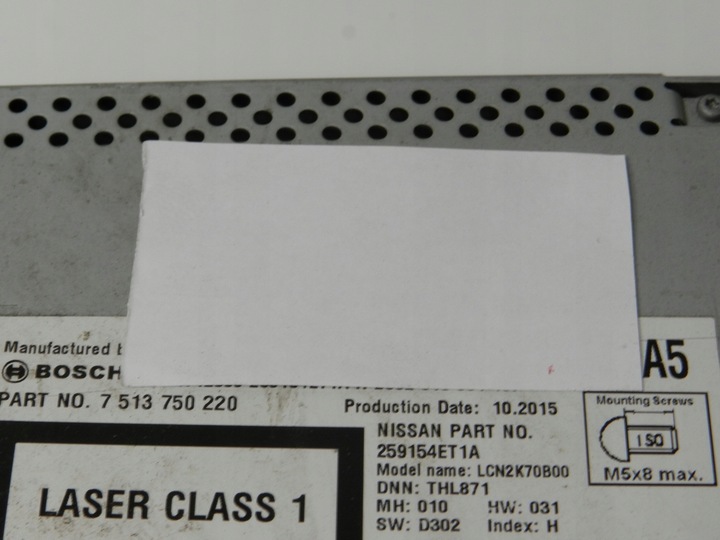 Manufactured
BOSCH
A5
PART NO. 7 513 750 220
Production Date: 10.2015
Mounting Screws
ISO
M5x8 max.
NISSAN PART NO.
259154ET1A
Model name: LCN2K70B00
DNN: THL871
MH: 010 HW: 031
SW: D302 Index: H
LASER CLASS 1